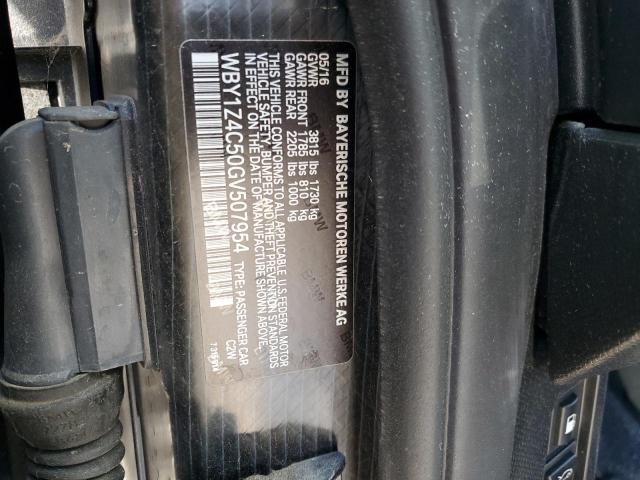 MFD BY BAYERISCHE MOTOREN WERKE AG
05/16
GVWR 3815 lbs 1730 kg
GAWR FRONT 1785 lbs 810 kg
GAWR REAR 2205 lbs 1000 kg
THIS VEHICLE CONFORMS TO ALL APPLICABLE U.S. FEDERAL MOTOR
VEHICLE SAFETY, BUMPER AND THEFT PREVENTION STANDARDS
IN EFFECT ON THE DATE OF MANUFACTURE SHOWN ABOVE.
WBY1Z4C50GV507954 TYPE: PASSENGER CAR
C2W